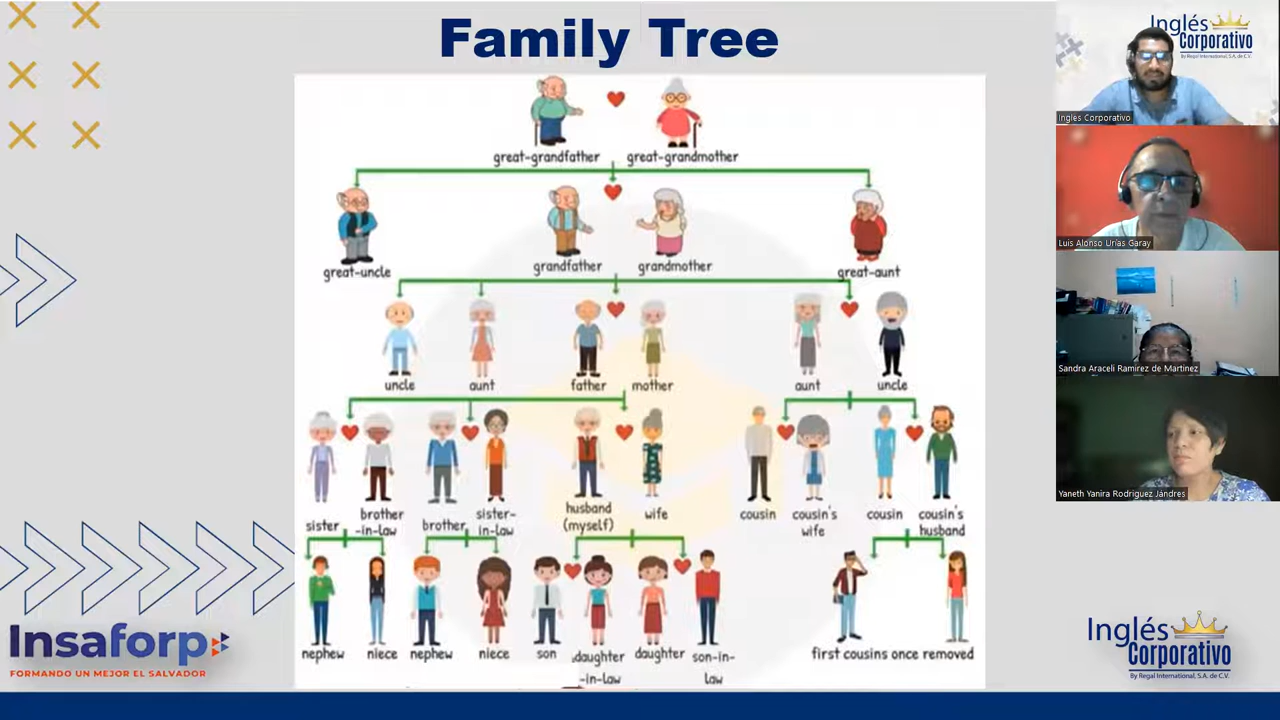 Family Tree
great-grandfather great-grandmother
great-uncle grandfather grandmother great-aunt
uncle aunt father mother aunt uncle
sister brother
-in-law brother sister-
in-law husband
(myself) wife cousin cousin's
wife cousin cousin's
husband
nephew niece nephew niece son daughter
-in-law daughter son-in-
law first cousins once removed
Insaforp
FORMANDO UN MEJOR EL SALVADOR
Inglés
Corporativo
By Regal International, S.A. de C.V.
Inglés
Corporativo
By Regal International, S.A. de C.V.
Ingles Corporativo
Luis Alonso Urías Garay
Sandra Araceli Ramirez de Martinez
Yaneth Yanira Rodriguez Jandres